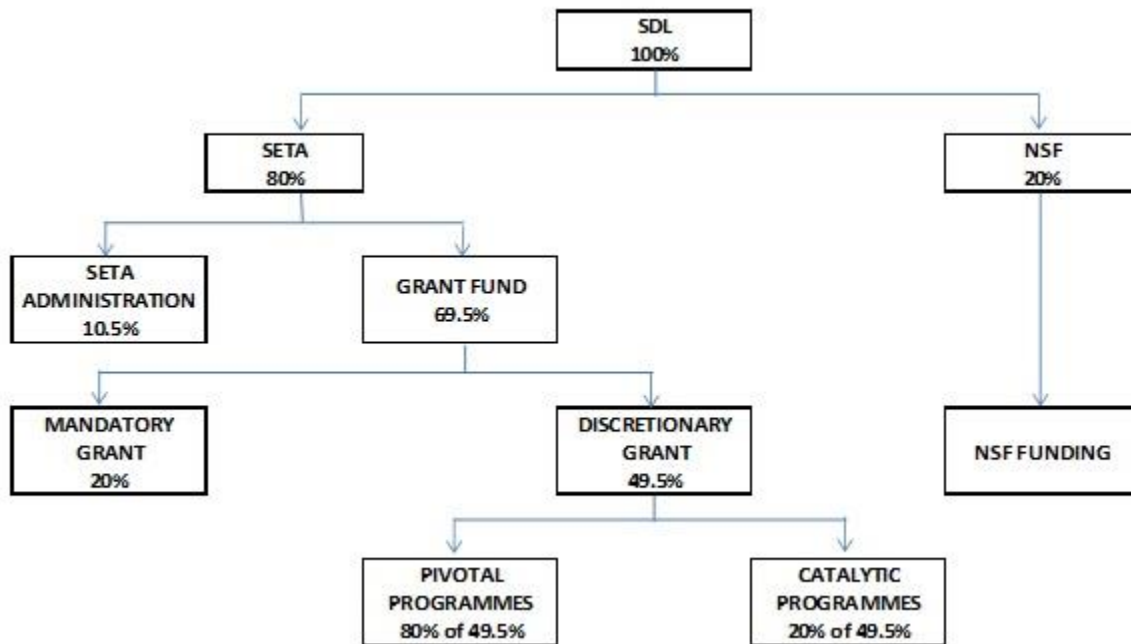 SDL
100%
SETA
80%
NSF
20%
SETA
ADMINISTRATION
10.5%
GRANT FUND
69.5%
MANDATORY
GRANT
20%
DISCRETIONARY
GRANT
49.5%
NSF FUNDING
PIVOTAL
PROGRAMMES
80% of 49.5%
CATALYTIC
PROGRAMMES
20% of 49.5%